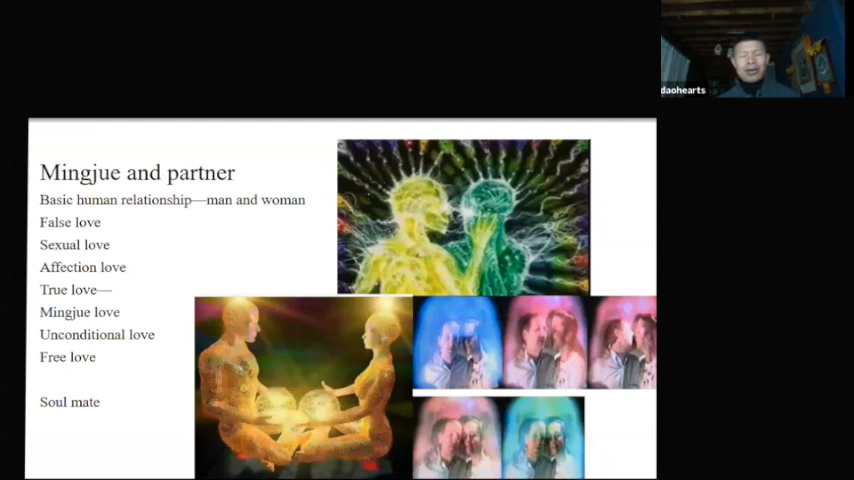 daohearts
Mingjue and partner
Basic human relationship—man and woman
False love
Sexual love
Affection love
True love—
Mingjue love
Unconditional love
Free love
Soul mate